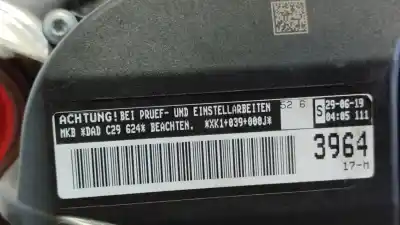 ACHTUNG! BEI PRUEF- UND EINSTELLARBEITEN
MKB *DAD C29 624* BEACHTEN. *XK1+039+000J*
52 6
S 29-06-19
04:05 111
3964
17-M